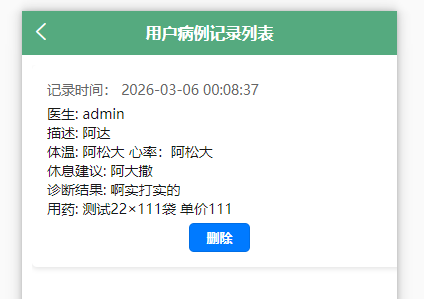 用户病例记录列表
记录时间： 2026-03-06 00:08:37
医生: admin
描述: 阿达
体温: 阿松大 心率：阿松大
休息建议: 阿大撒
诊断结果: 啊实打实的
用药: 测试22×111袋 单价111
删除